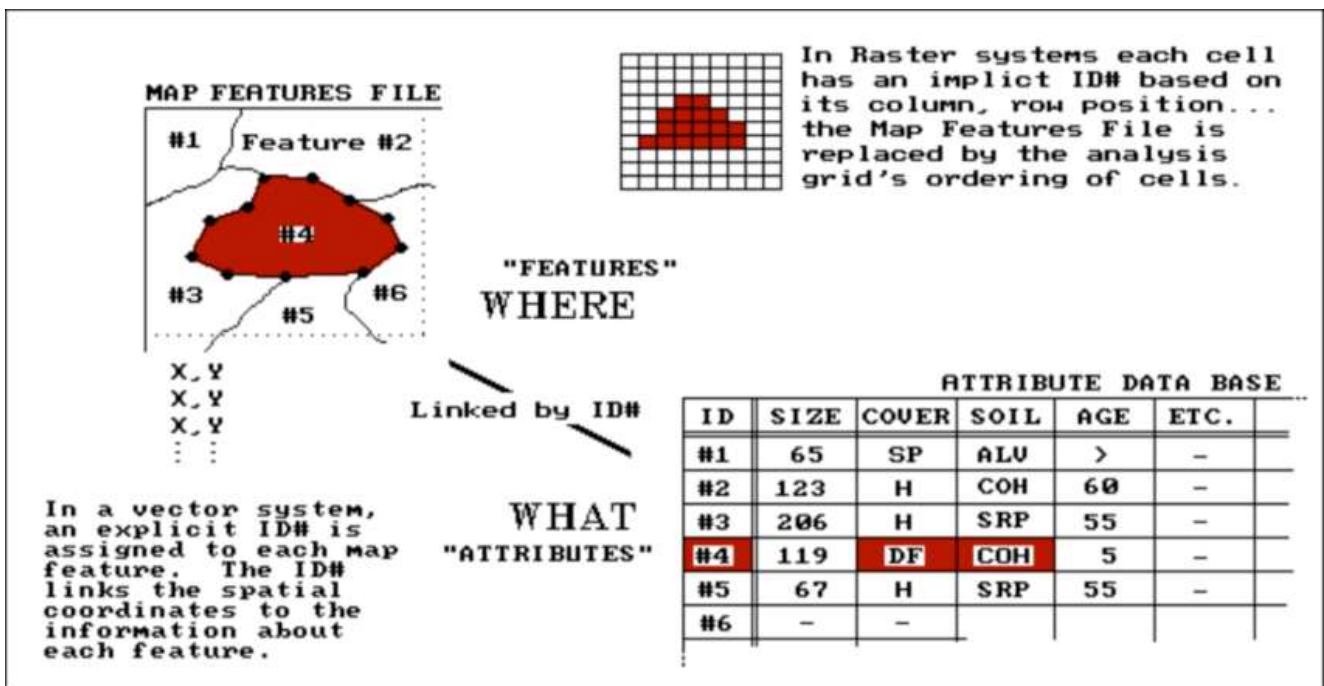 MAP FEATURES FILE
#1
Feature #2
#4
#3
#6
#5
X,Y
X,Y
X,Y
: :
In Raster systems each cell
has an implict ID# based on
its column, row position...
the Map Features File is
replaced by the analysis
grid's ordering of cells.
"FEATURES"
WHERE
Linked by ID#
WHAT
"ATTRIBUTES"
In a vector system,
an explicit ID# is
assigned to each map
feature. The ID#
links the spatial
coordinates to the
information about
each feature.
ATTRIBUTE DATA BASE
ID SIZE COVER SOIL AGE ETC.
#1 65 SP ALV > -
#2 123 H COH 60 -
#3 206 H SRP 55 -
#4 119 DF COH 5 -
#5 67 H SRP 55 -
#6 - -